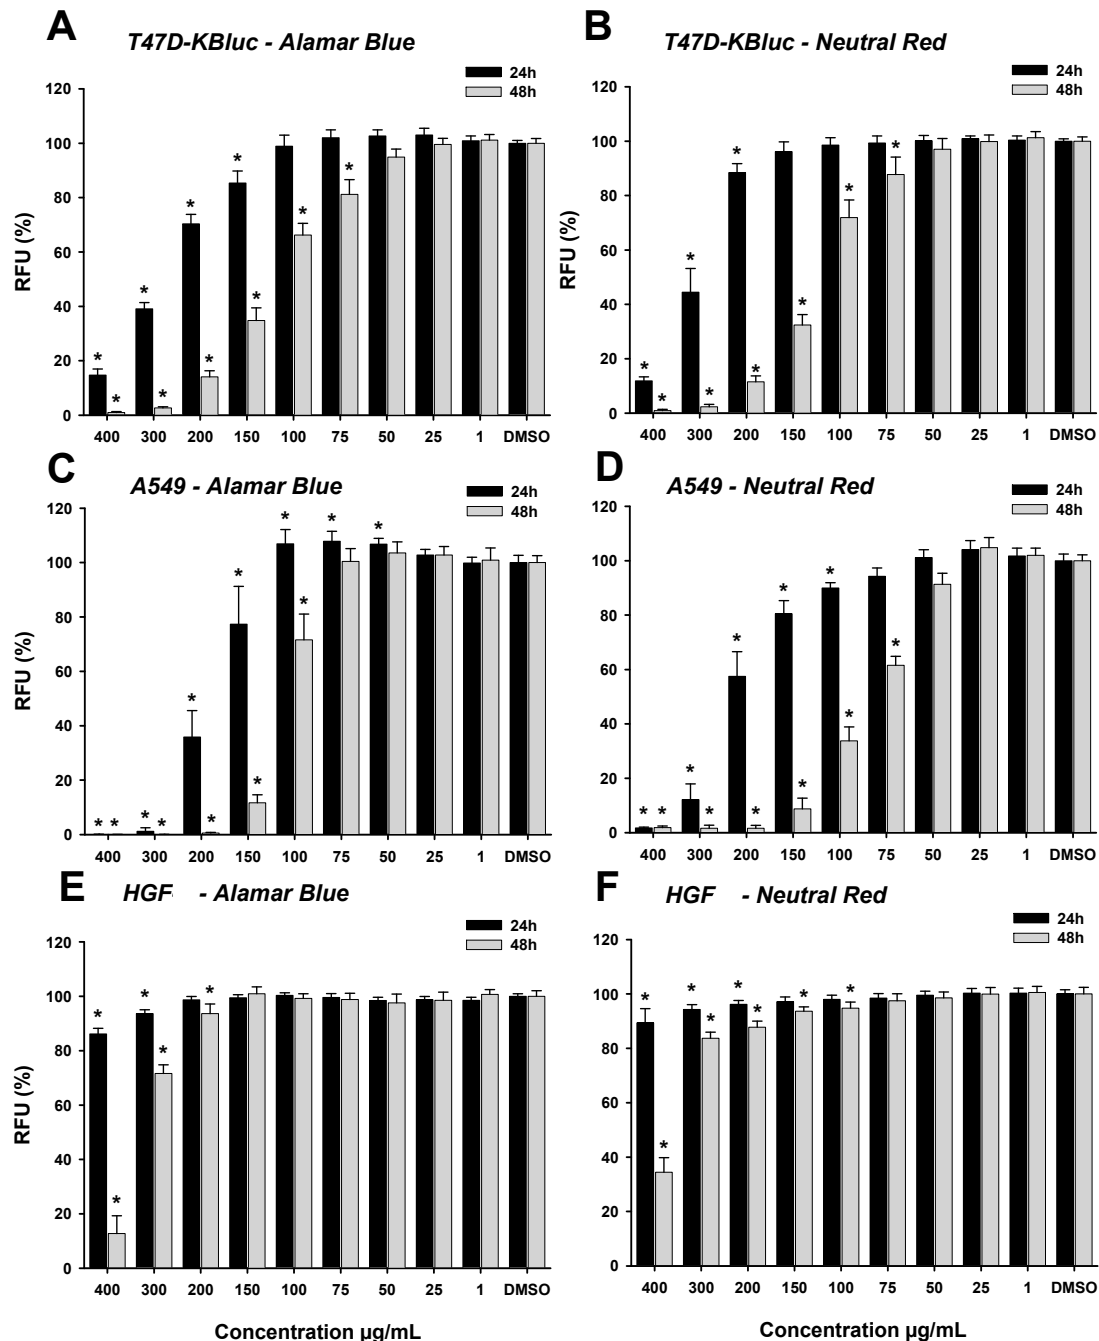 A
T47D-KBluc - Alamar Blue
24h
48h
RFU (%)
120
100
80
60
40
20
0
* * * * * * * * * *
400 300 200 150 100 75 50 25 1 DMSO
B
T47D-KBluc - Neutral Red
24h
48h
RFU (%)
120
100
80
60
40
20
0
* * * * * * * * *
400 300 200 150 100 75 50 25 1 DMSO
C
A549 - Alamar Blue
24h
48h
RFU (%)
120
100
80
60
40
20
0
* * * * * * * * * * * *
400 300 200 150 100 75 50 25 1 DMSO
D
A549 - Neutral Red
24h
48h
120
100
80
60
40
20
0
* * * * * * * * * * *
400 300 200 150 100 75 50 25 1 DMSO
E
HGF - Alamar Blue
24h
48h
RFU (%)
120
100
80
60
40
20
0
* * * * *
400 300 200 150 100 75 50 25 1 DMSO
Concentration µg/mL
F
HGF - Neutral Red
24h
48h
120
100
80
60
40
20
0
* * * * * * * *
400 300 200 150 100 75 50 25 1 DMSO
Concentration µg/mL